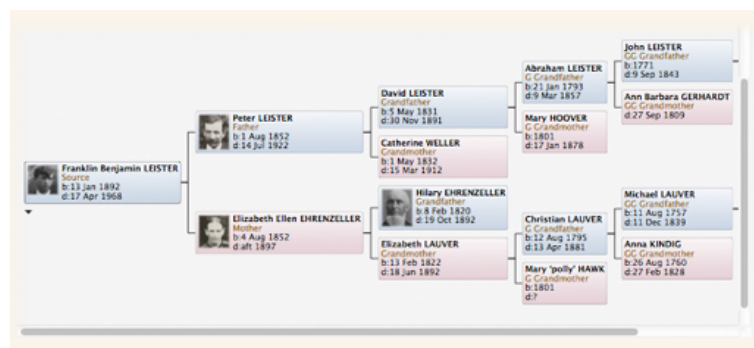 John LEISTER
GG Grandfather
b:1771
d:9 Sep 1843
Abraham LEISTER
G Grandfather
b:21 Jan 1793
d:9 Mar 1857
Ann Barbara GERHARDT
GG Grandmother
d:27 Sep 1809
David LEISTER
Grandfather
b:5 May 1831
d:30 Nov 1891
Mary HOOVER
G Grandmother
b:1801
d:17 Jan 1878
Peter LEISTER
Father
b:1 Aug 1852
d:14 Jul 1922
Catherine WELLER
Grandmother
b:1 May 1832
d:15 Mar 1912
Franklin Benjamin LEISTER
Source
b:13 Jan 1892
d:17 Apr 1968
Hilary EHRENZELLER
Grandfather
b:8 Feb 1820
d:19 Oct 1892
Michael LAUVER
GG Grandfather
b:11 Aug 1757
d:11 Dec 1839
Elizabeth Ellen EHRENZELLER
Mother
b:4 Aug 1852
d:aft 1897
Christian LAUVER
G Grandfather
b:12 Aug 1795
d:13 Apr 1881
Elizabeth LAUVER
Grandmother
b:13 Feb 1822
d:18 Jun 1892
Anna KINDIG
GG Grandmother
b:26 Aug 1760
d:27 Feb 1828
Mary 'polly' HAWK
G Grandmother
b:1801
d:?